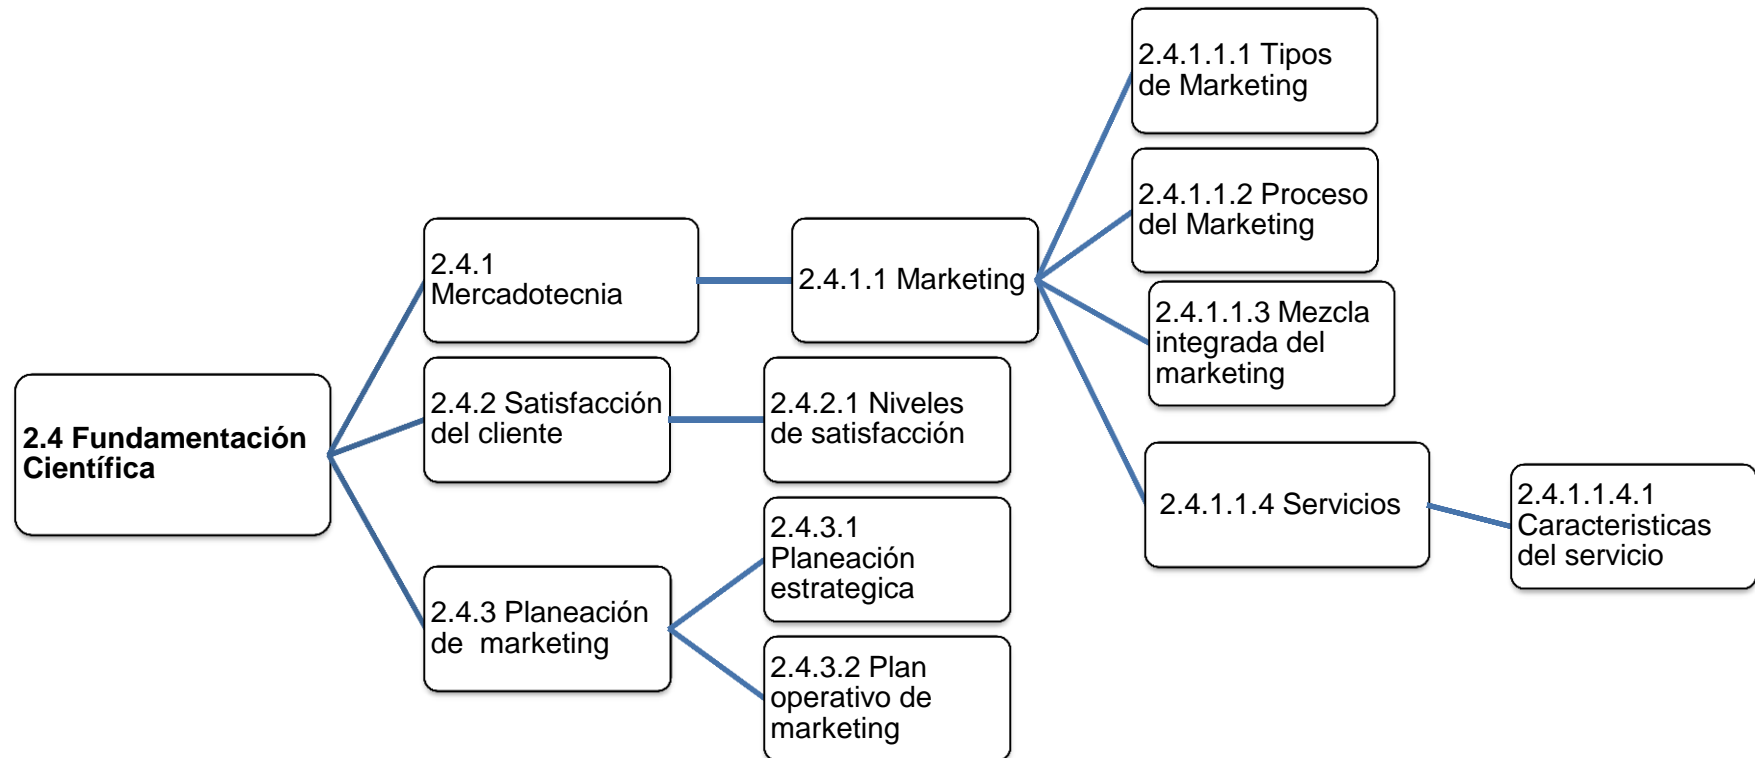 2.4 Fundamentación
Científica
2.4.1
Mercadotecnia
2.4.1.1 Marketing
2.4.1.1.1 Tipos
de Marketing
2.4.1.1.2 Proceso
del Marketing
2.4.1.1.3 Mezcla
integrada del
marketing
2.4.1.1.4 Servicios
2.4.1.1.4.1
Caracteristicas
del servicio
2.4.2 Satisfacción
del cliente
2.4.2.1 Niveles
de satisfacción
2.4.3 Planeación
de marketing
2.4.3.1
Planeación
estrategica
2.4.3.2 Plan
operativo de
marketing